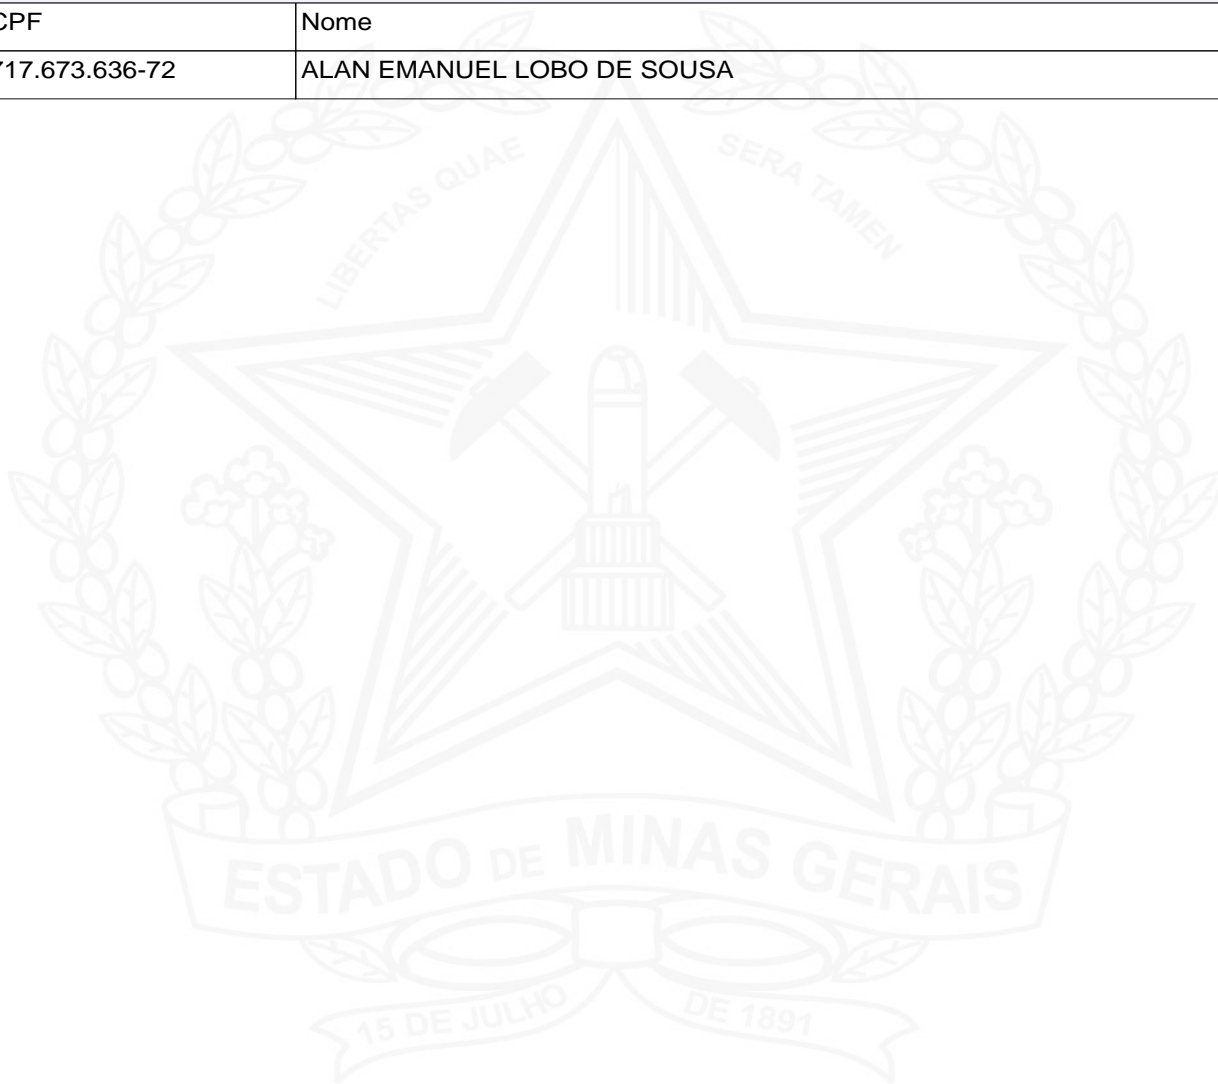 CPF Nome
717.673.636-72 ALAN EMANUEL LOBO DE SOUSA
LIBERTAS QUAE SERA TAMEN
ESTADO DE MINAS GERAIS
15 DE JULHO DE 1891